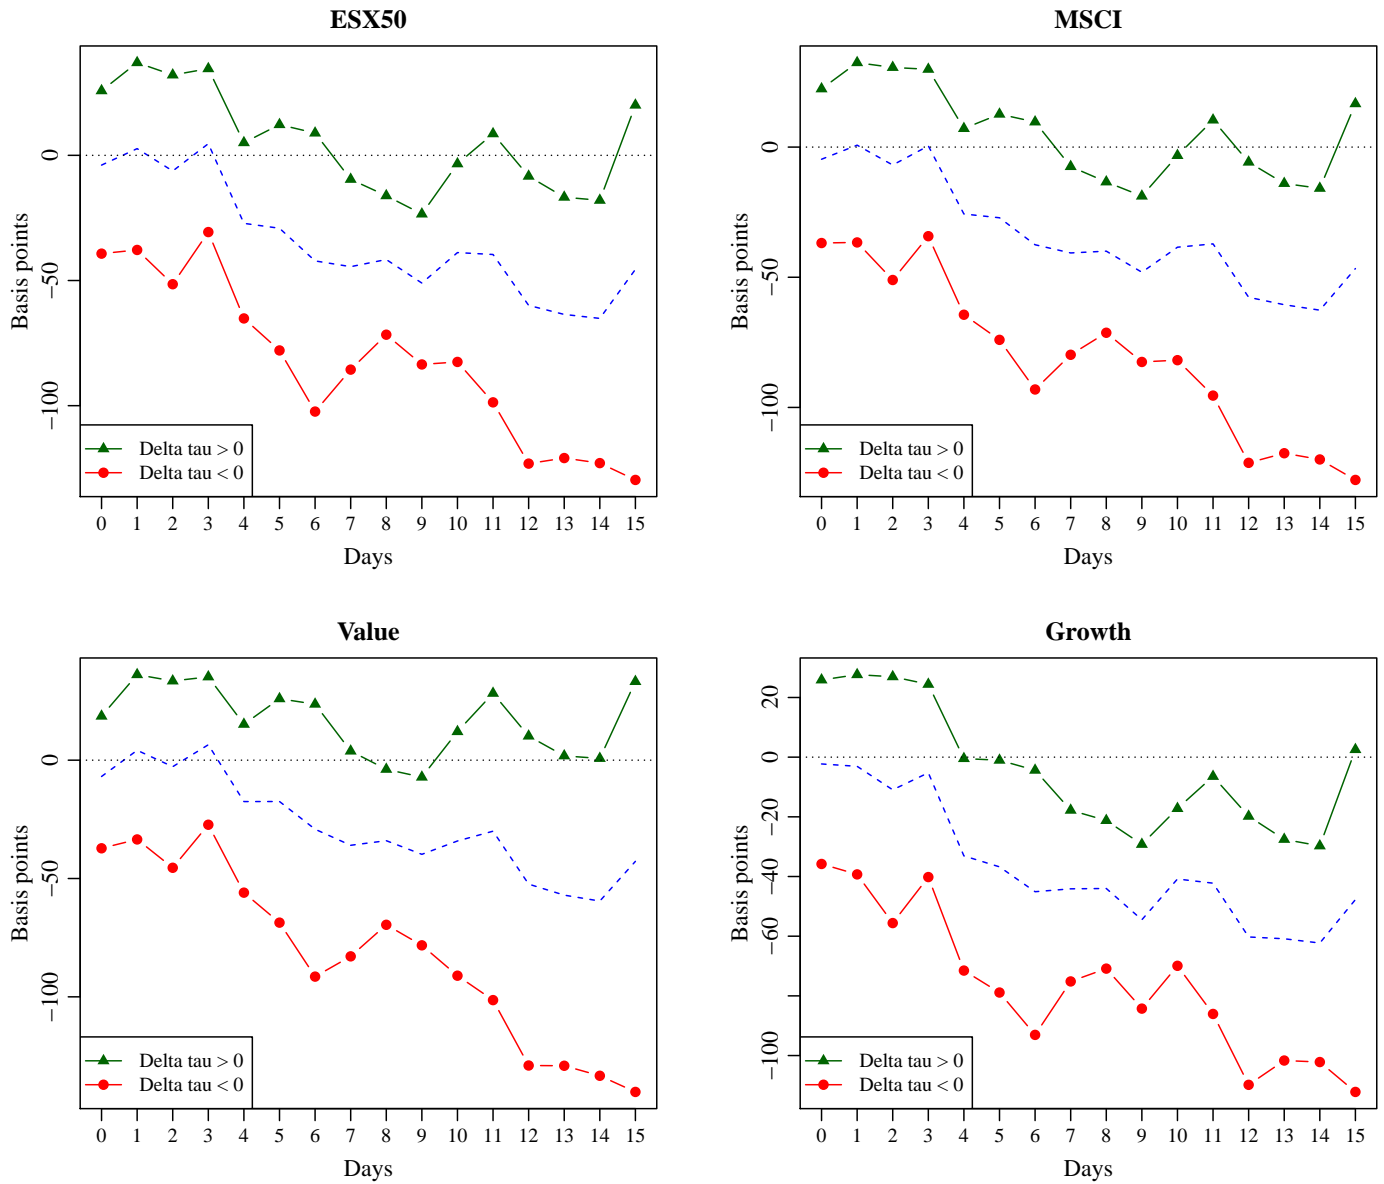 ESX50
Basis points
0
−50
−100
Delta tau > 0
Delta tau < 0
0 1 2 3 4 5 6 7 8 9 10 11 12 13 14 15
Days
MSCI
Basis points
0
−50
−100
Delta tau > 0
Delta tau < 0
0 1 2 3 4 5 6 7 8 9 10 11 12 13 14 15
Days
Value
Basis points
0
−50
−100
Delta tau > 0
Delta tau < 0
0 1 2 3 4 5 6 7 8 9 10 11 12 13 14 15
Days
Growth
Basis points
20
0
−20
−40
−60
−100
Delta tau > 0
Delta tau < 0
0 1 2 3 4 5 6 7 8 9 10 11 12 13 14 15
Days